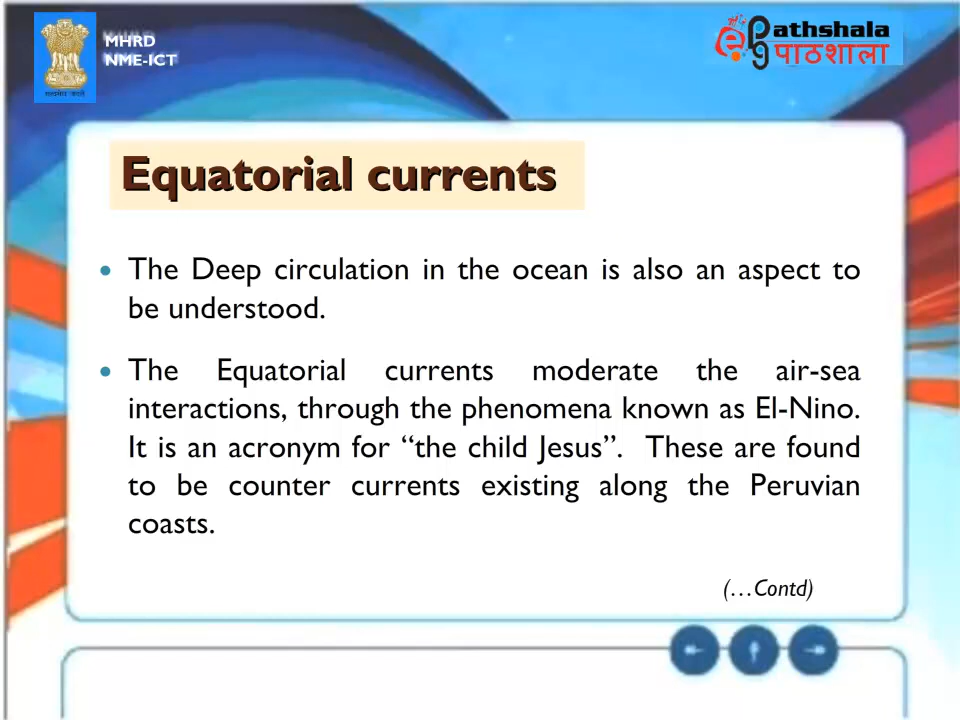 MHRD
NME-ICT
ePathshala
पाठशाला
Equatorial currents
• The Deep circulation in the ocean is also an aspect to
be understood.
• The Equatorial currents moderate the air-sea
interactions, through the phenomena known as El-Nino.
It is an acronym for “the child Jesus”. These are found
to be counter currents existing along the Peruvian
coasts.
(…Contd)